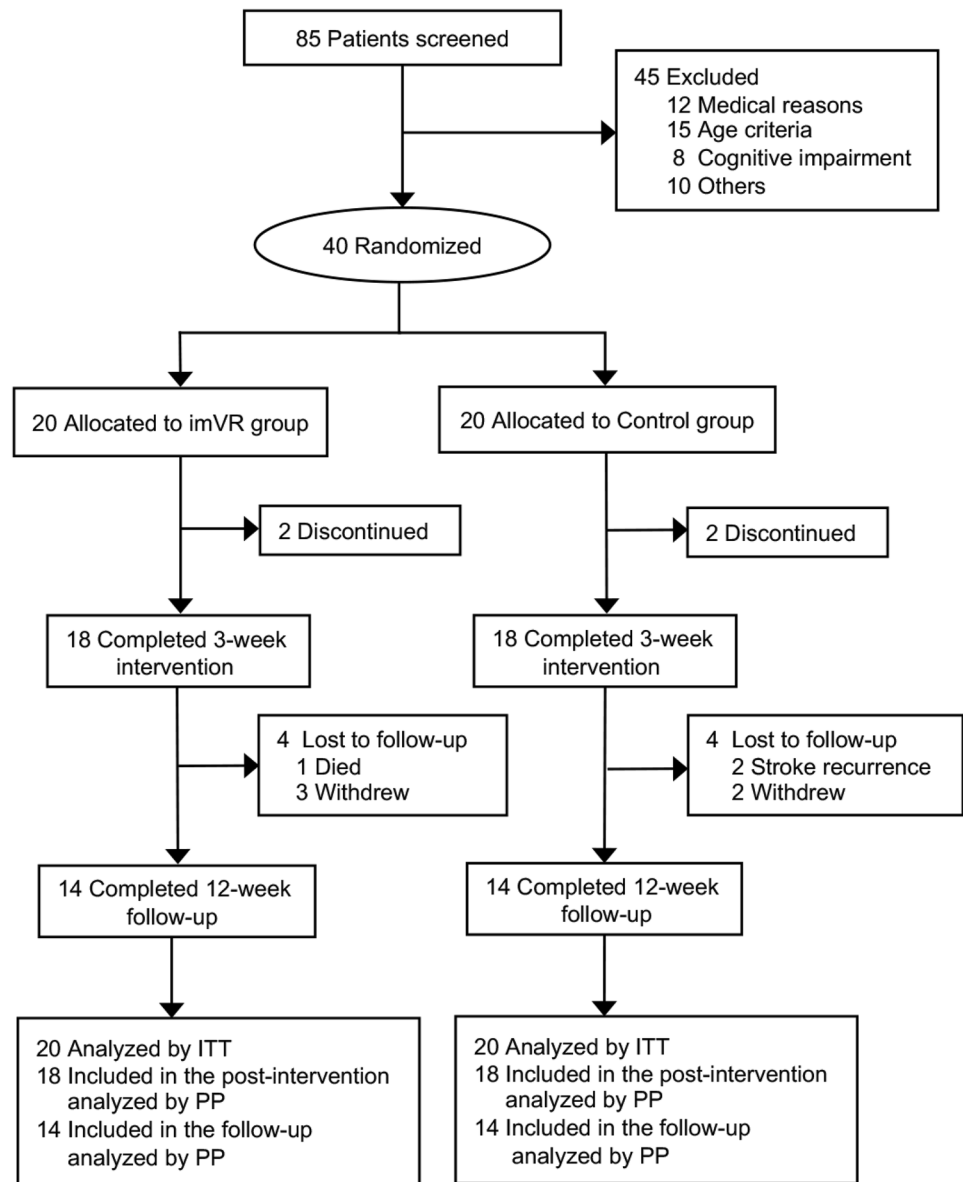 85 Patients screened
45 Excluded
12 Medical reasons
15 Age criteria
8 Cognitive impairment
10 Others
40 Randomized
20 Allocated to imVR group
20 Allocated to Control group
2 Discontinued
2 Discontinued
18 Completed 3-week
intervention
18 Completed 3-week
intervention
4 Lost to follow-up
1 Died
3 Withdrew
4 Lost to follow-up
2 Stroke recurrence
2 Withdrew
14 Completed 12-week
follow-up
14 Completed 12-week
follow-up
20 Analyzed by ITT
18 Included in the post-intervention
analyzed by PP
14 Included in the follow-up
analyzed by PP
20 Analyzed by ITT
18 Included in the post-intervention
analyzed by PP
14 Included in the follow-up
analyzed by PP